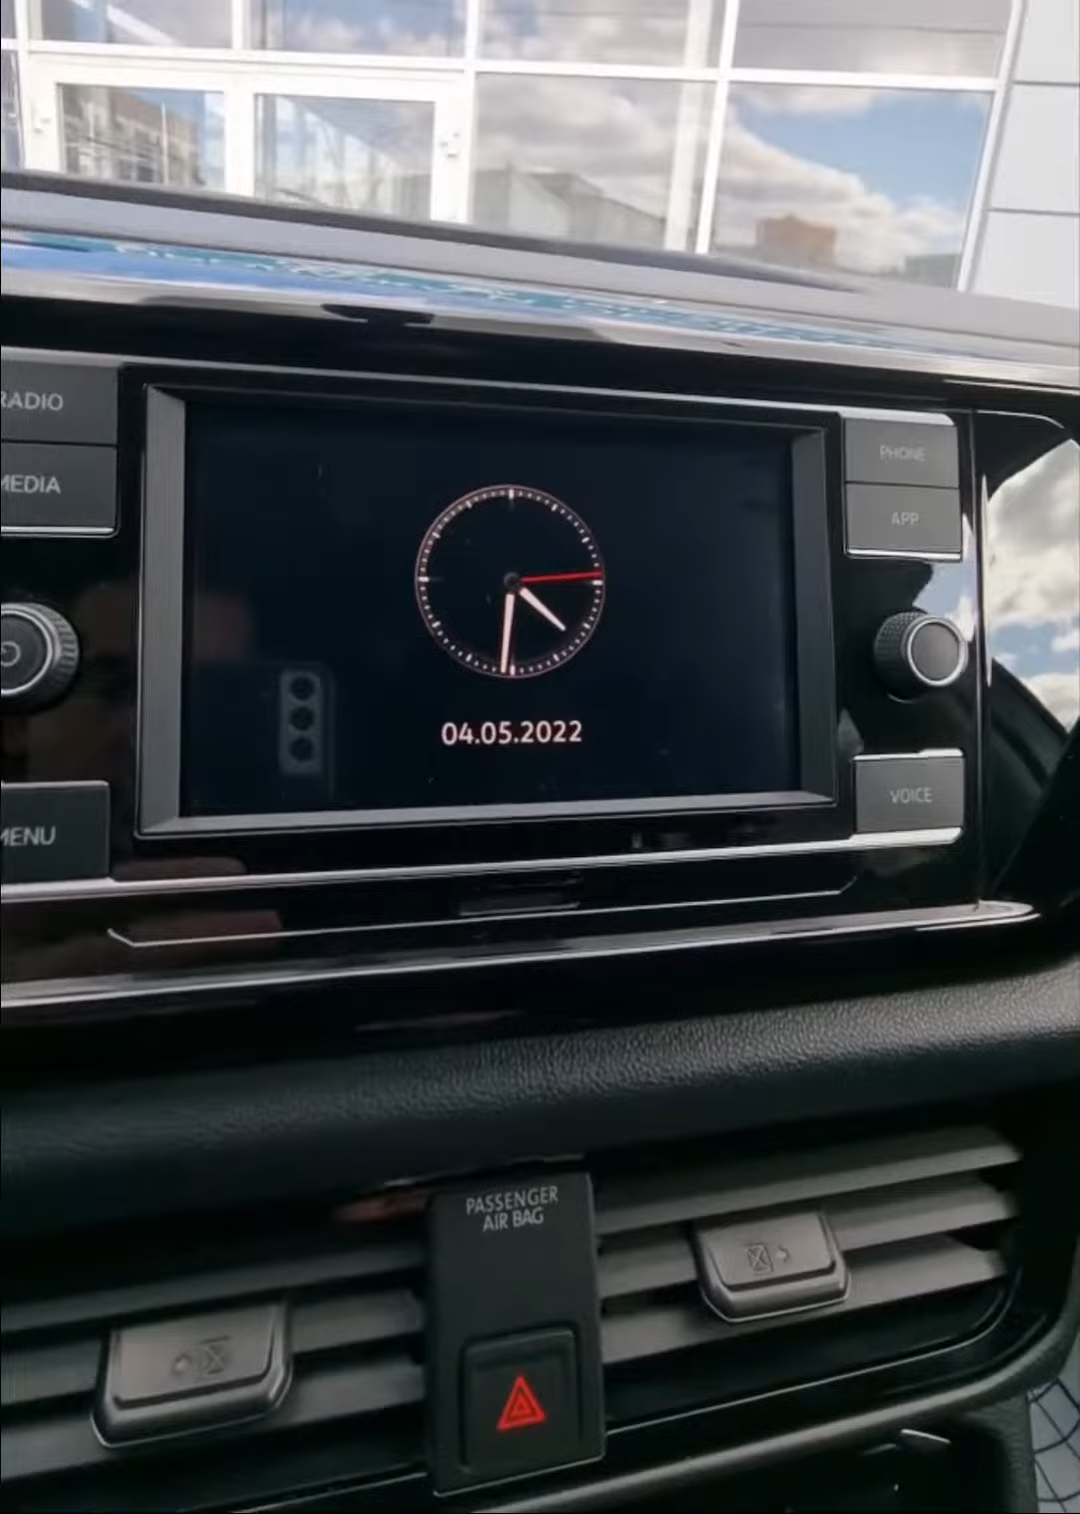 RADIO
MEDIA
MENU
04.05.2022
PHONE
APP
VOICE
PASSENGER
AIR BAG